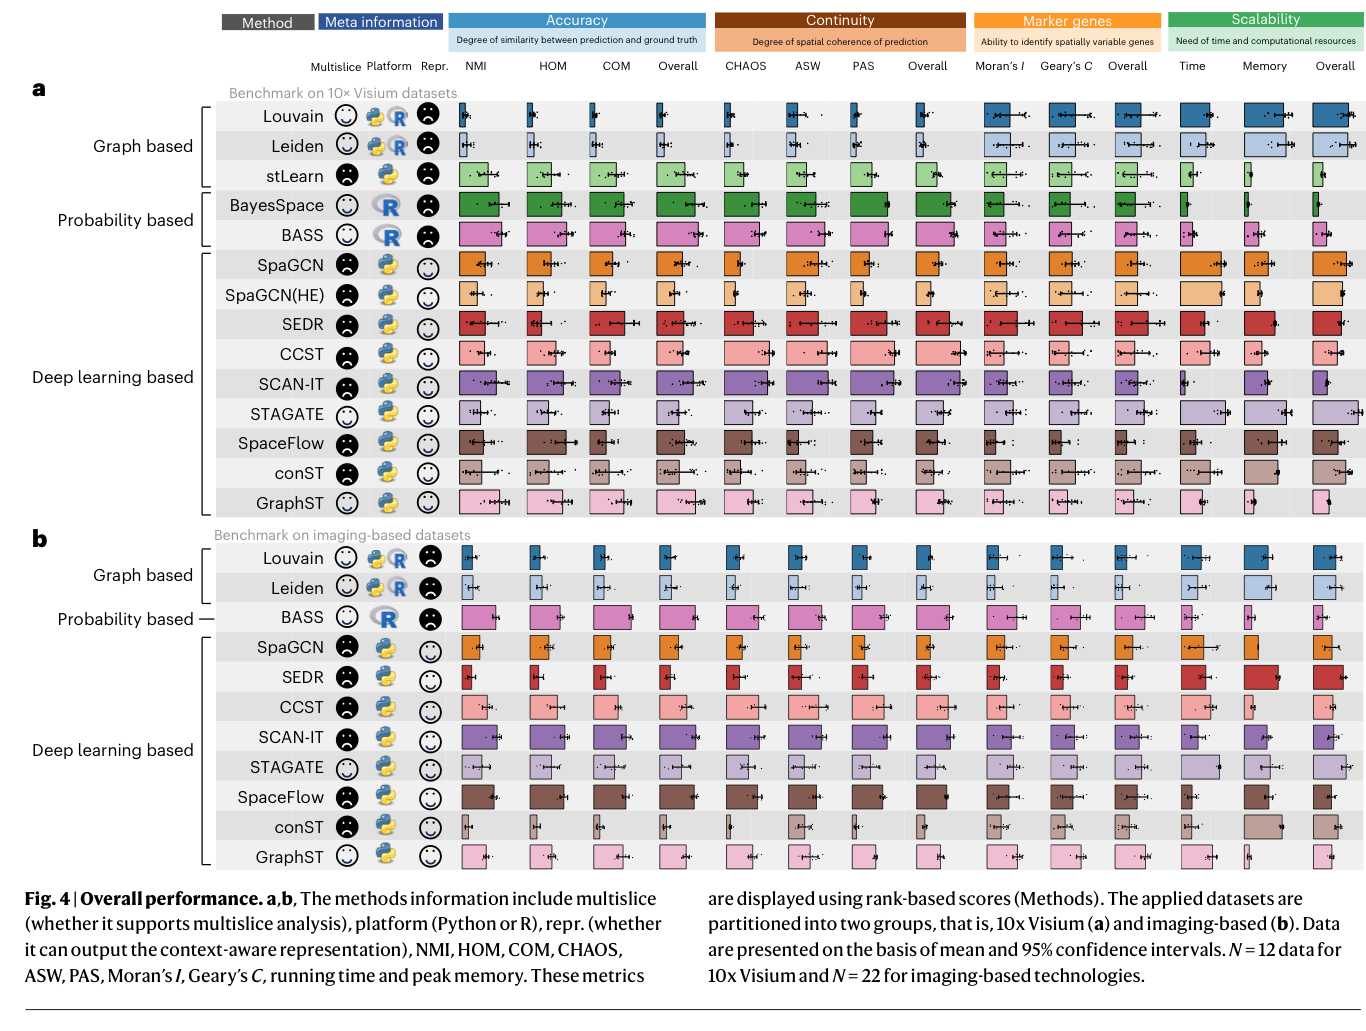 Method Meta information Accuracy Continuity Marker genes Scalability
Degree of similarity between prediction and ground truth Degree of spatial coherence of prediction Ability to identify spatially variable genes Need of time and computational resources
Multislice Platform Repr. NMI HOM COM Overall CHAOS ASW PAS Overall Moran's I Geary's C Overall Time Memory Overall
a
Benchmark on 10× Visium datasets
Graph based
Louvain R
Leiden R
stLearn
Probability based
BayesSpace R
BASS R
Deep learning based
SpaGCN
SpaGCN(HE)
SEDR
CCST
SCAN-IT
STAGATE
SpaceFlow
conST
GraphST
b
Benchmark on imaging-based datasets
Graph based
Louvain R
Leiden R
Probability based
BASS R
Deep learning based
SpaGCN
SEDR
CCST
SCAN-IT
STAGATE
SpaceFlow
conST
GraphST
Fig. 4 | Overall performance. a,b, The methods information include multislice
(whether it supports multislice analysis), platform (Python or R), repr. (whether
it can output the context-aware representation), NMI, HOM, COM, CHAOS,
ASW, PAS, Moran's I, Geary's C, running time and peak memory. These metrics
are displayed using rank-based scores (Methods). The applied datasets are
partitioned into two groups, that is, 10x Visium (a) and imaging-based (b). Data
are presented on the basis of mean and 95% confidence intervals. N = 12 data for
10x Visium and N = 22 for imaging-based technologies.